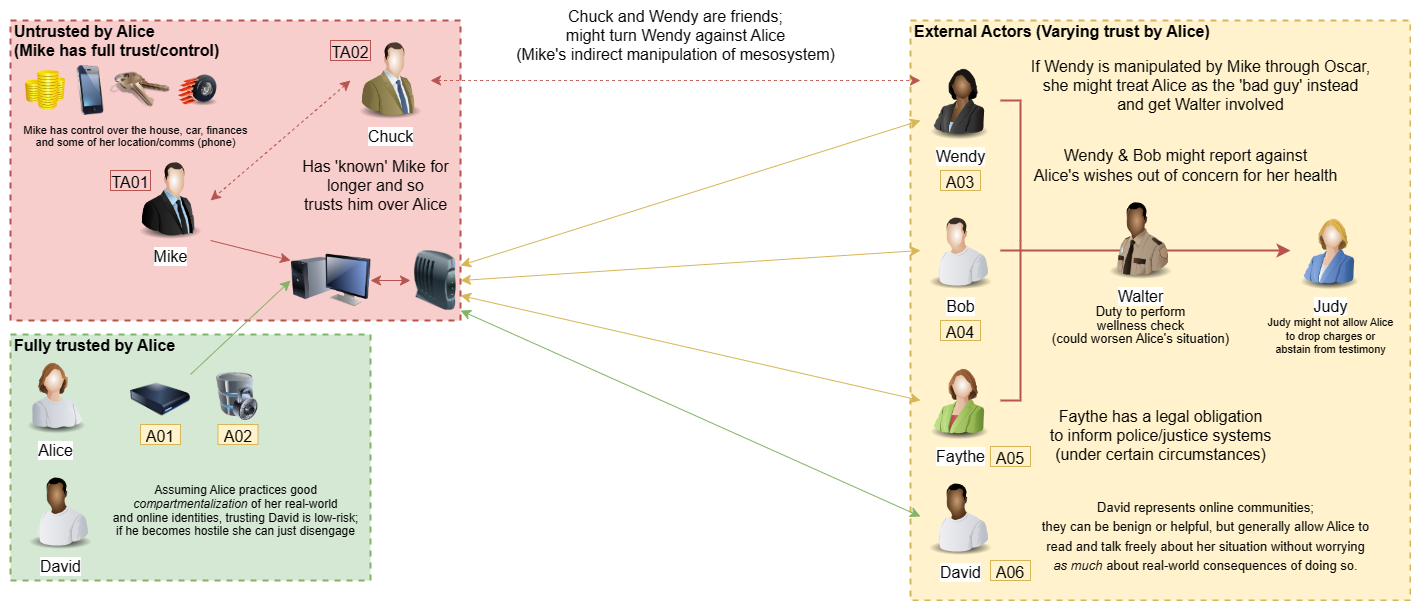 Untrusted by Alice
(Mike has full trust/control)
TA02
Chuck
Mike has control over the house, car, finances
and some of her location/comms (phone)
Has 'known' Mike for
longer and so
trusts him over Alice
TA01
Mike
Fully trusted by Alice
Alice
A01
A02
David
Assuming Alice practices good
compartmentalization of her real-world
and online identities, trusting David is low-risk;
if he becomes hostile she can just disengage
Chuck and Wendy are friends;
might turn Wendy against Alice
(Mike's indirect manipulation of mesosystem)
External Actors (Varying trust by Alice)
If Wendy is manipulated by Mike through Oscar,
she might treat Alice as the 'bad guy' instead
and get Walter involved
Wendy
A03
Wendy & Bob might report against
Alice's wishes out of concern for her health
Bob
A04
Walter
Duty to perform
wellness check
(could worsen Alice's situation)
Judy
Judy might not allow Alice
to drop charges or
abstain from testimony
Faythe
A05
Faythe has a legal obligation
to inform police/justice systems
(under certain circumstances)
David
A06
David represents online communities;
they can be benign or helpful, but generally allow Alice to
read and talk freely about her situation without worrying
as much about real-world consequences of doing so.